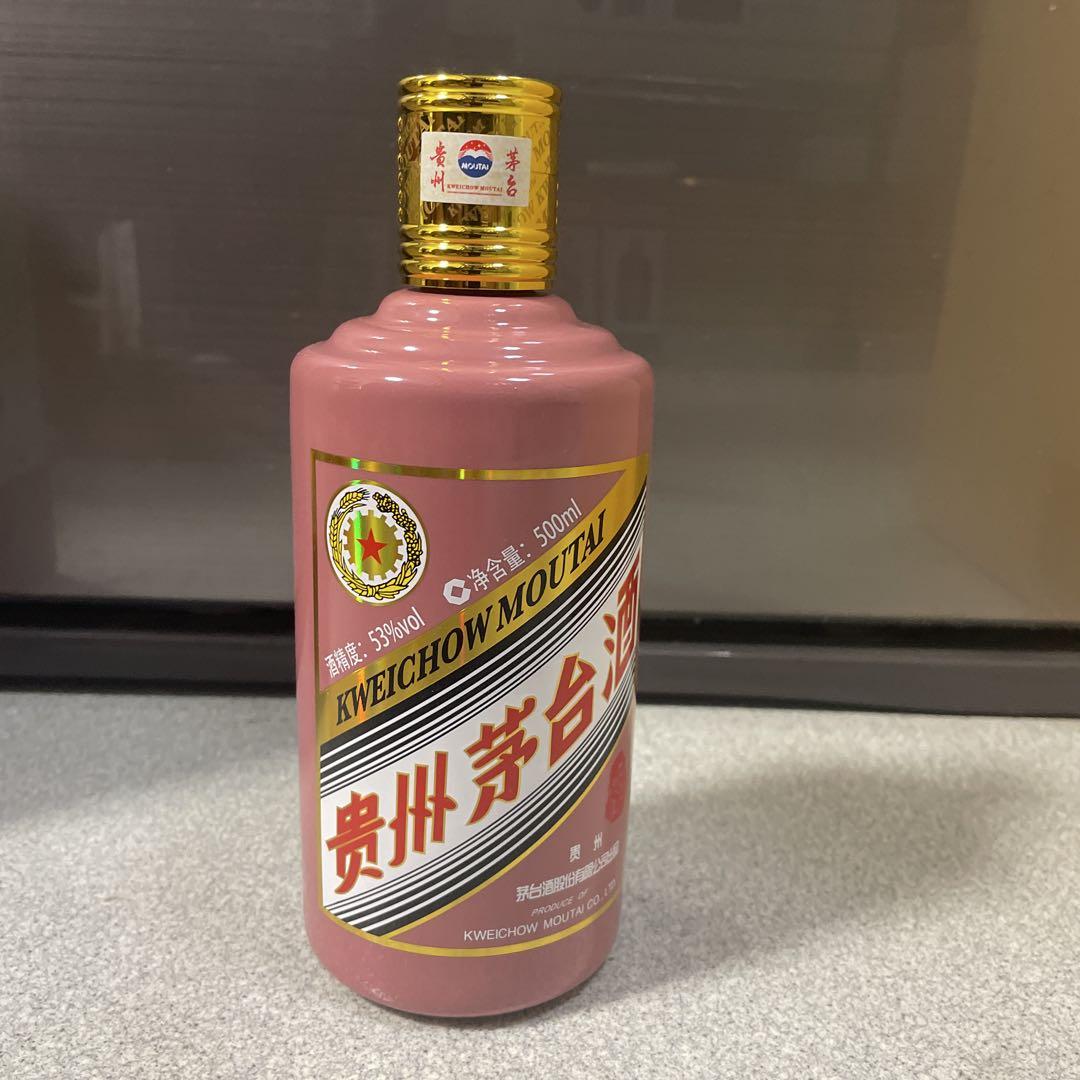 貴州
MOUTAI
茅台
KWEICHOW MOUTAI
酒精度：53%vol
净含量：500ml
KWEICHOW MOUTAI
贵州茅台酒
贵 州
茅台酒股份有限公司出品
PRODUCE OF
KWEICHOW MOUTAI CO., LTD.